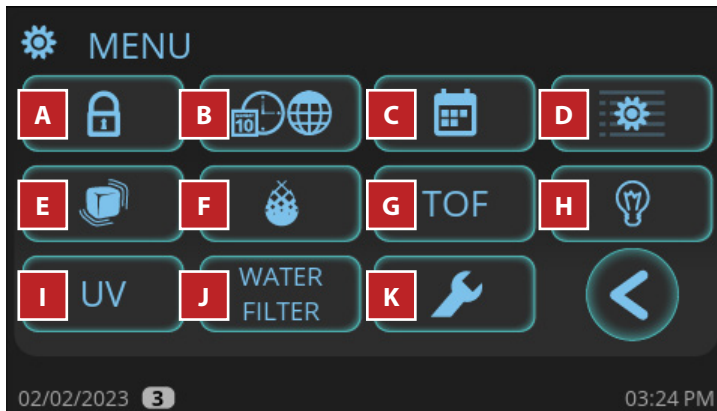 MENU
A B 10 C D
E F G TOF H
I UV J WATER
FILTER K
02/02/2023 3 03:24 PM